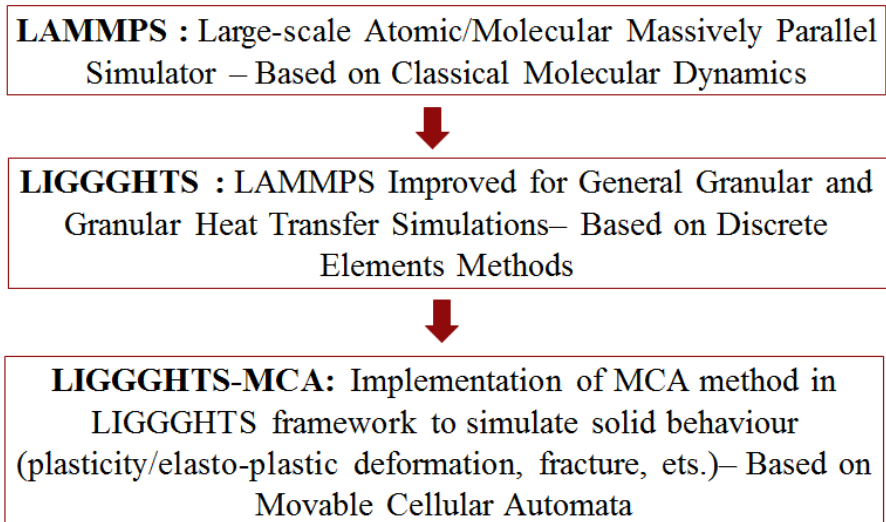 LAMMPS : Large-scale Atomic/Molecular Massively Parallel
Simulator – Based on Classical Molecular Dynamics
LIGGGHTS : LAMMPS Improved for General Granular and
Granular Heat Transfer Simulations– Based on Discrete
Elements Methods
LIGGGHTS-MCA: Implementation of MCA method in
LIGGGHTS framework to simulate solid behaviour
(plasticity/elasto-plastic deformation, fracture, ets.)– Based on
Movable Cellular Automata